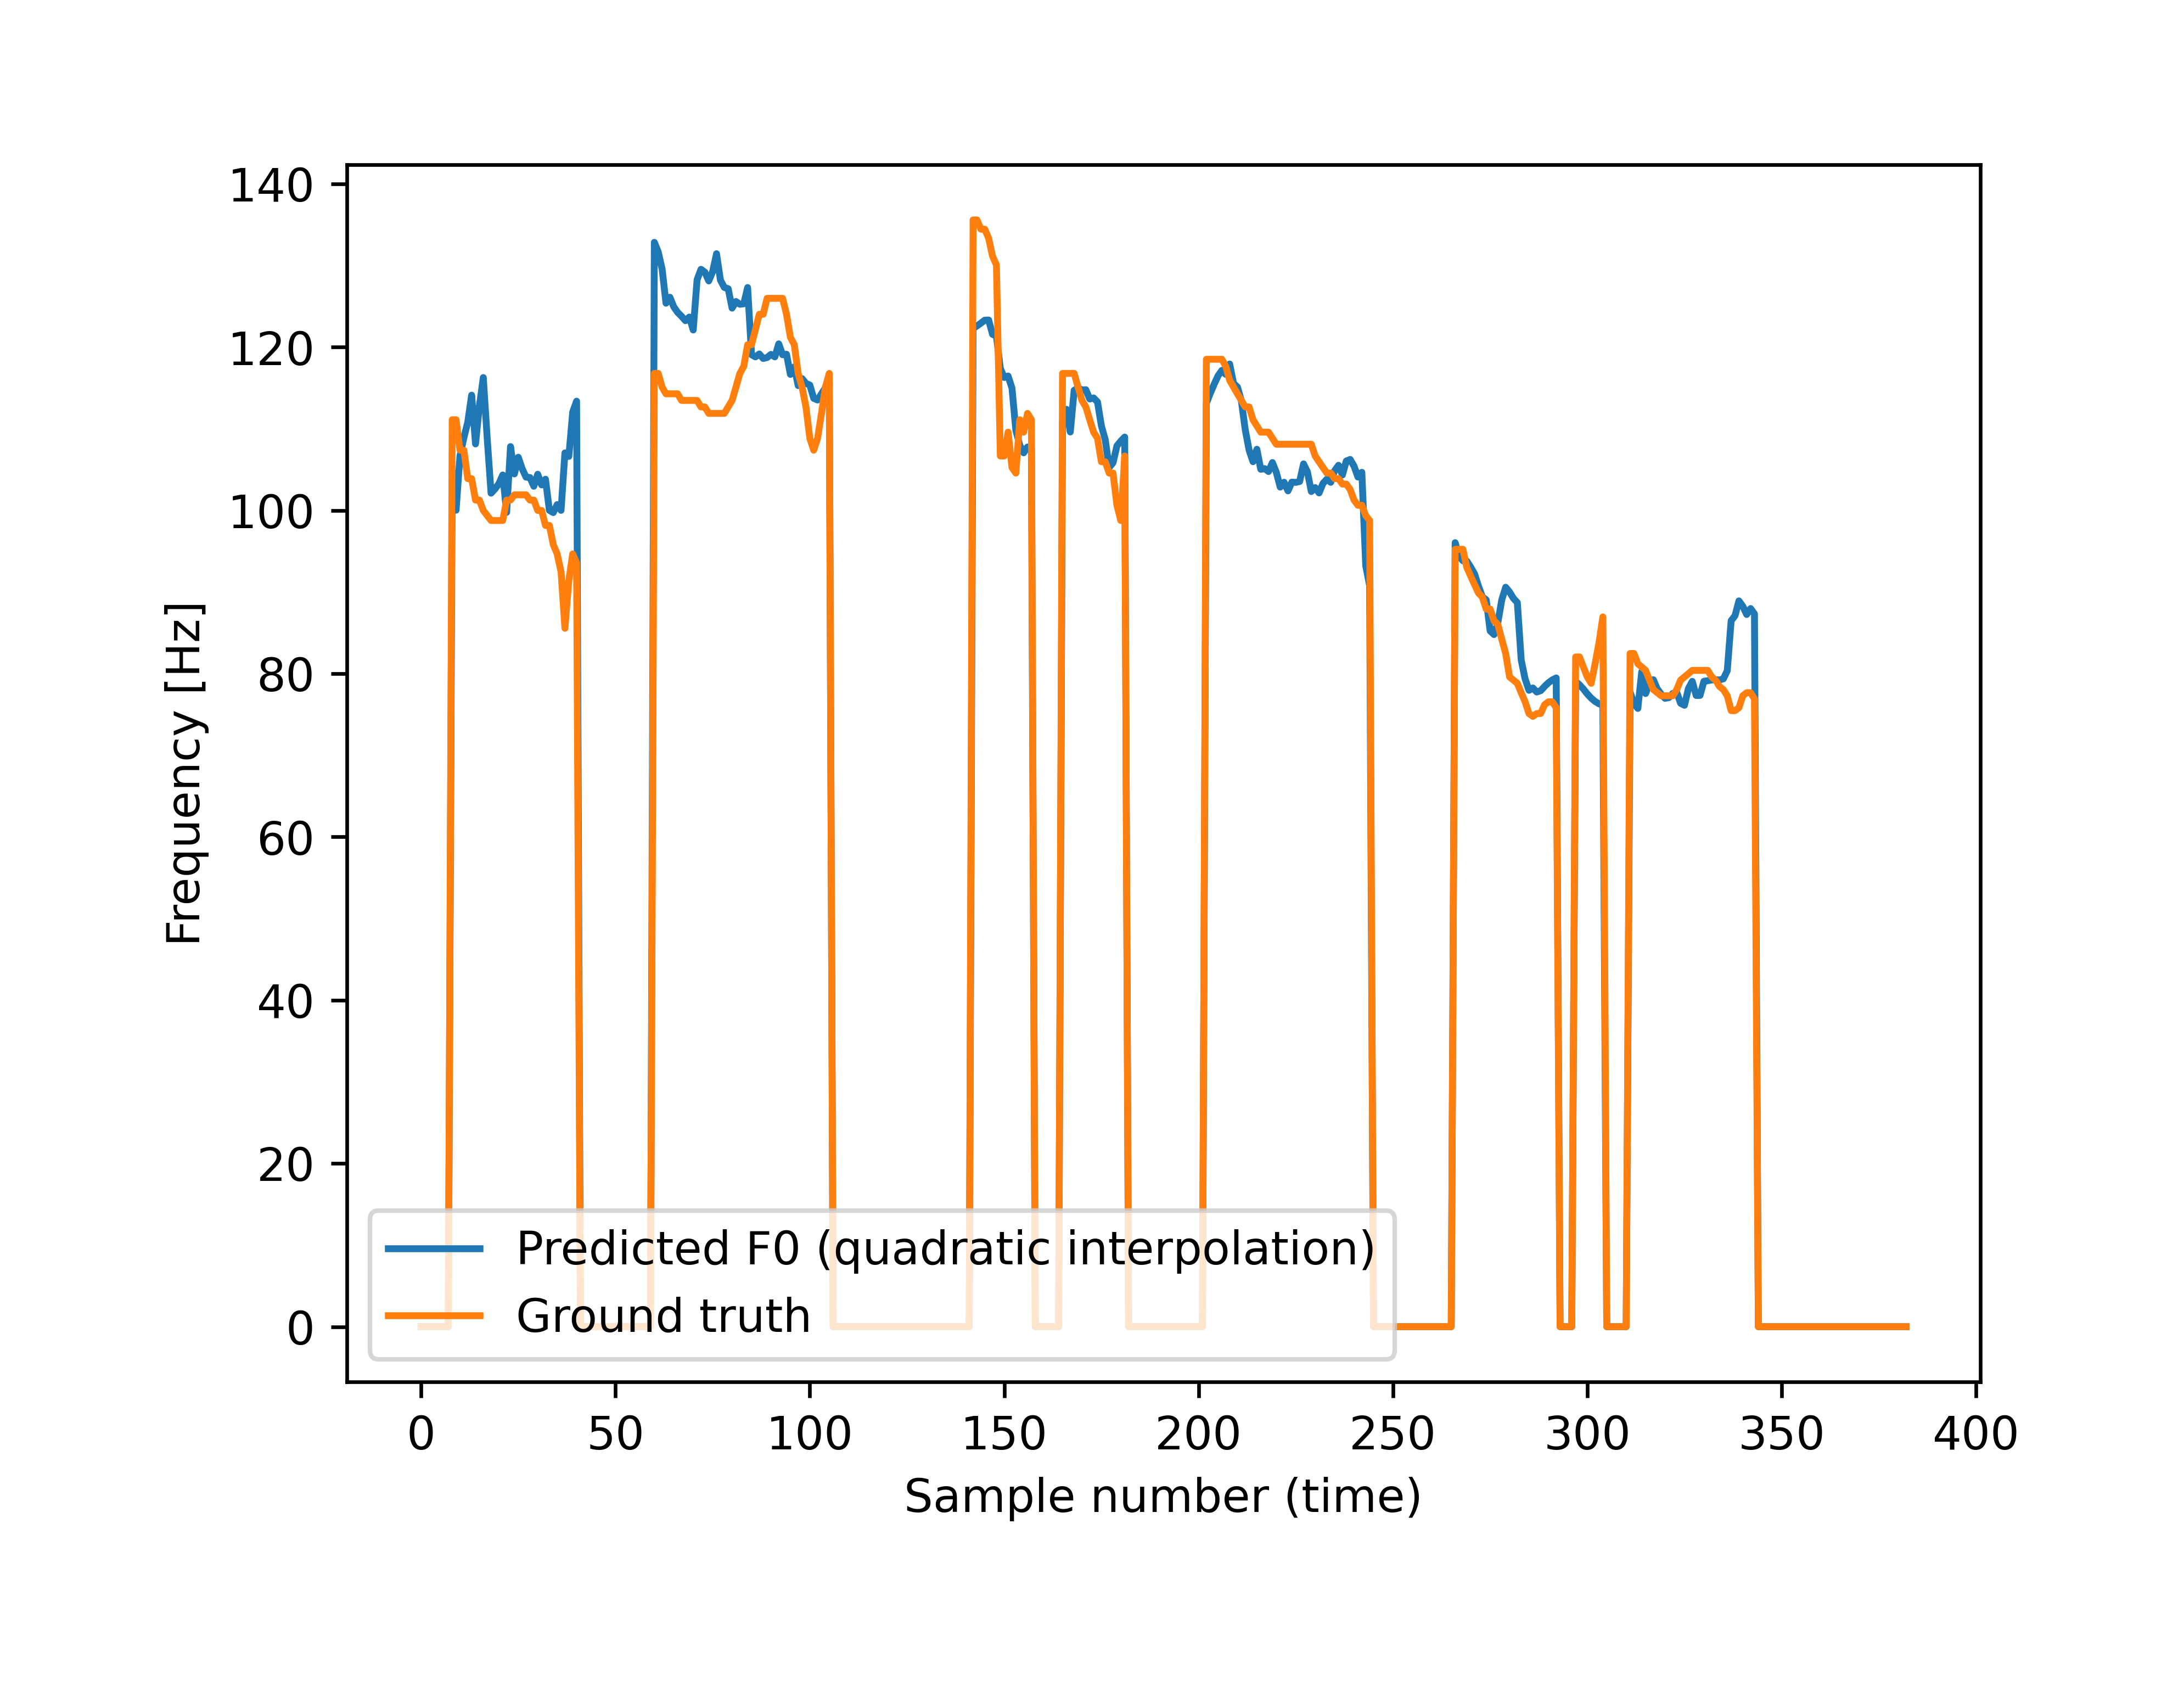 140
120
100
80
60
40
20
0
Frequency [Hz]
Predicted F0 (quadratic interpolation)
Ground truth
0 50 100 150 200 250 300 350 400
Sample number (time)